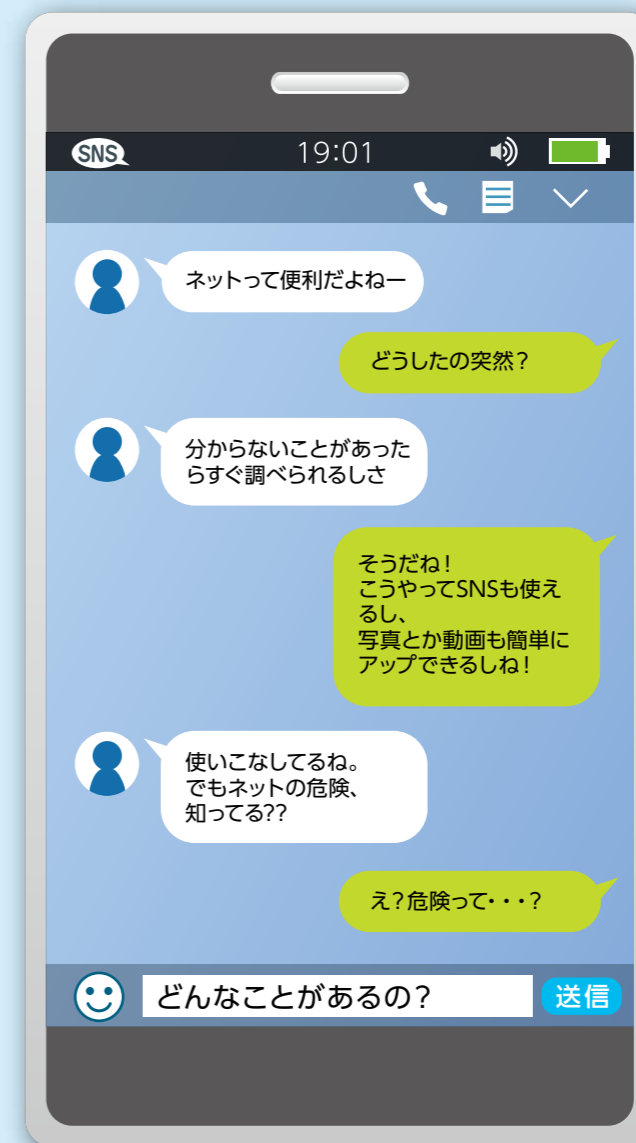 SNS 19:01
ネットって便利だよねー
どうしたの突然？
分からないことがあった
らすぐ調べられるしさ
そうだね！
こうやってSNSも使え
るし、
写真とか動画も簡単に
アップできるしね！
使いこなしてるね。
でもネットの危険、
知ってる??
え？危険って・・・？
どんなことがあるの？ 送信